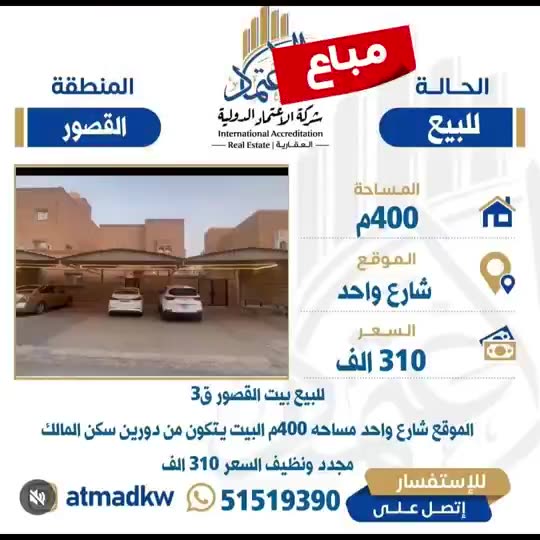 مباع
شركة الاعتماد الدولية
International Accreditation
Real Estate | العقارية
الحالة
للبيع
المنطقة
القصور
المساحة
400م
الموقع
شارع واحد
السعر
310 الف
للبيع بيت القصور ق3
الموقع شارع واحد مساحه 400م البيت يتكون من دورين سكن المالك
مجدد ونظيف السعر 310 الف
للإستفسار
إتصل على
51519390
atmadkw